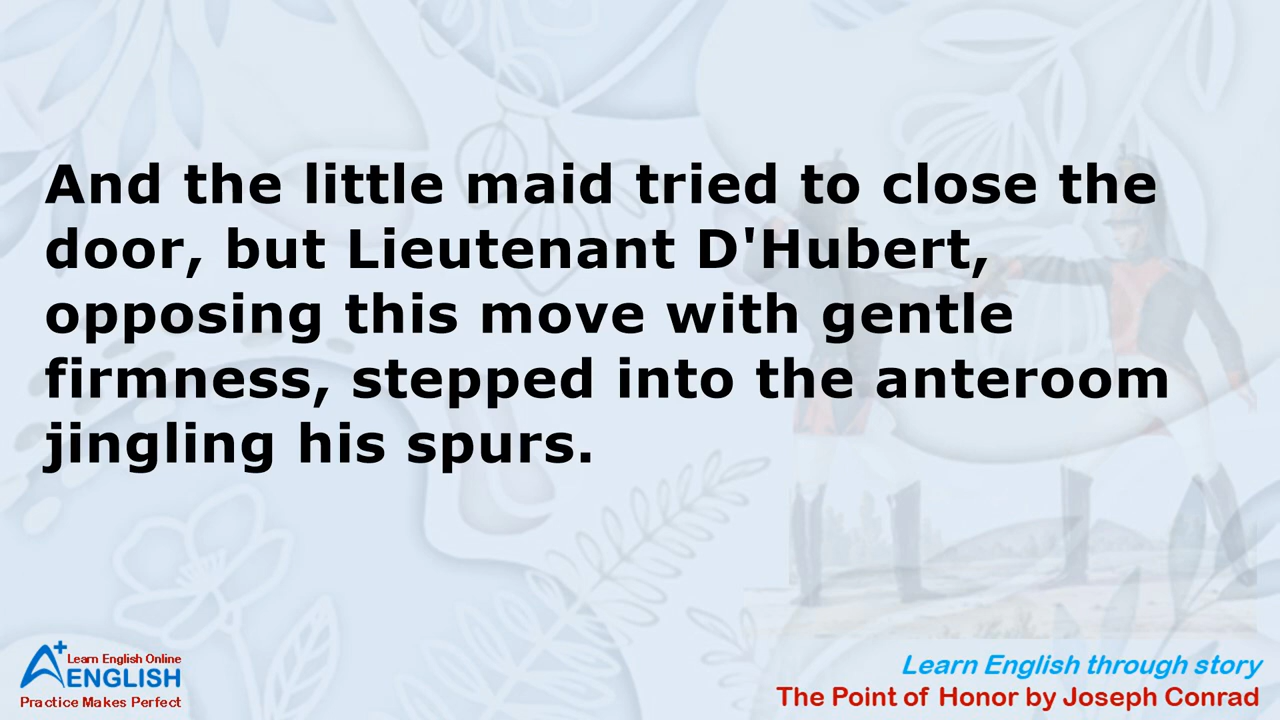 And the little maid tried to close the
door, but Lieutenant D'Hubert,
opposing this move with gentle
firmness, stepped into the anteroom
jingling his spurs.
A+
Learn English Online
ENGLISH
Practice Makes Perfect
Learn English through story
The Point of Honor by Joseph Conrad